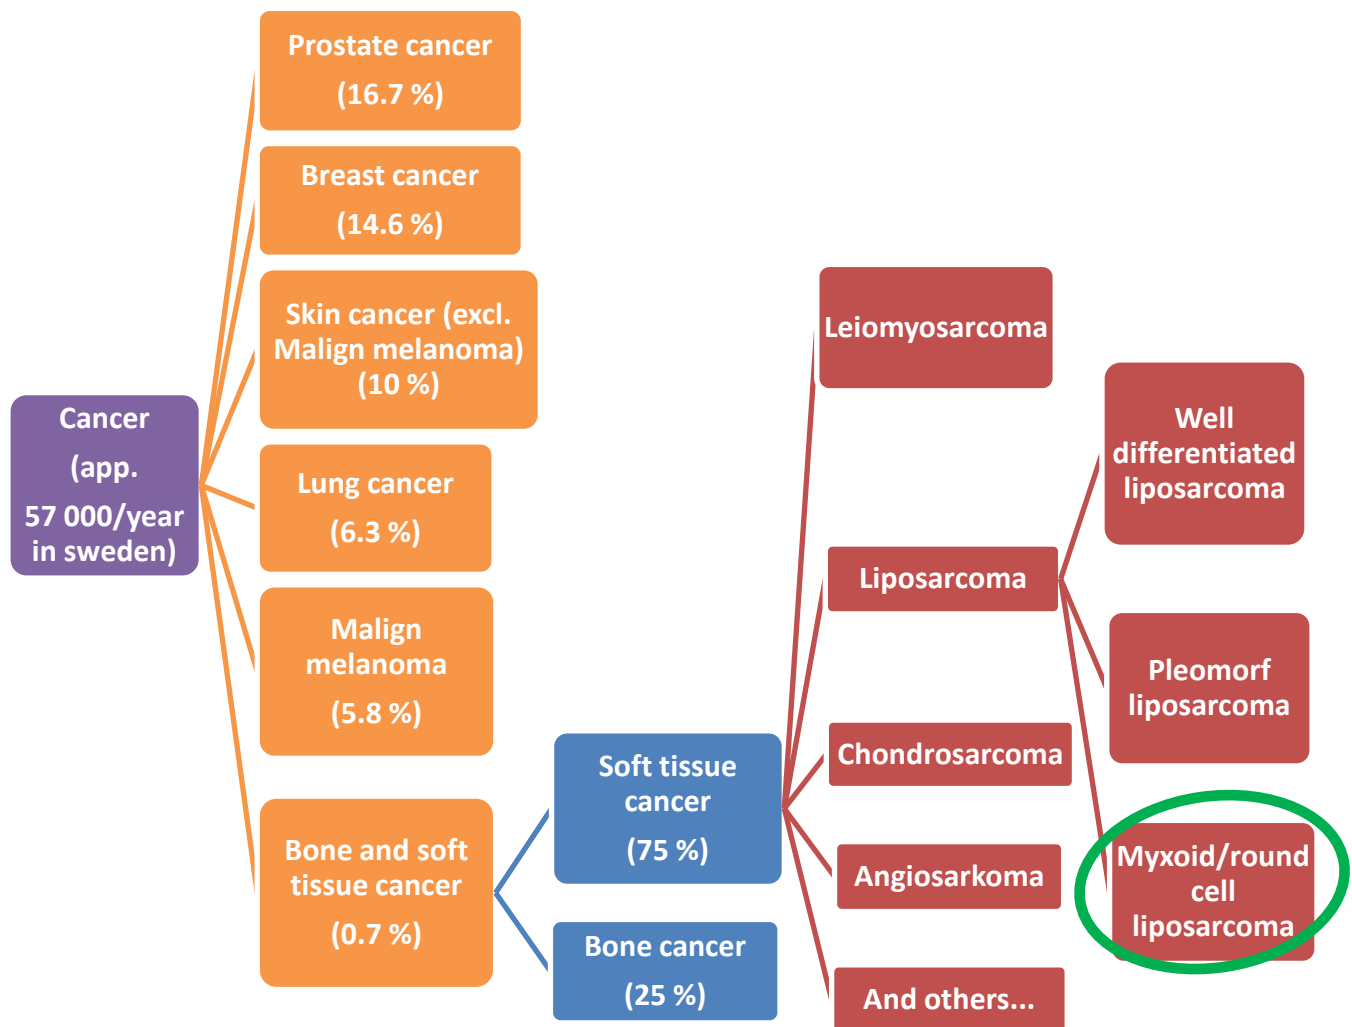 Cancer
(app.
57 000/year
in sweden)
Prostate cancer
(16.7 %)
Breast cancer
(14.6 %)
Skin cancer (excl.
Malign melanoma)
(10 %)
Lung cancer
(6.3 %)
Malign
melanoma
(5.8 %)
Bone and soft
tissue cancer
(0.7 %)
Soft tissue
cancer
(75 %)
Bone cancer
(25 %)
Leiomyosarcoma
Liposarcoma
Chondrosarcoma
Angiosarkoma
And others...
Well
differentiated
liposarcoma
Pleomorf
liposarcoma
Myxoid/round
cell
liposarcoma